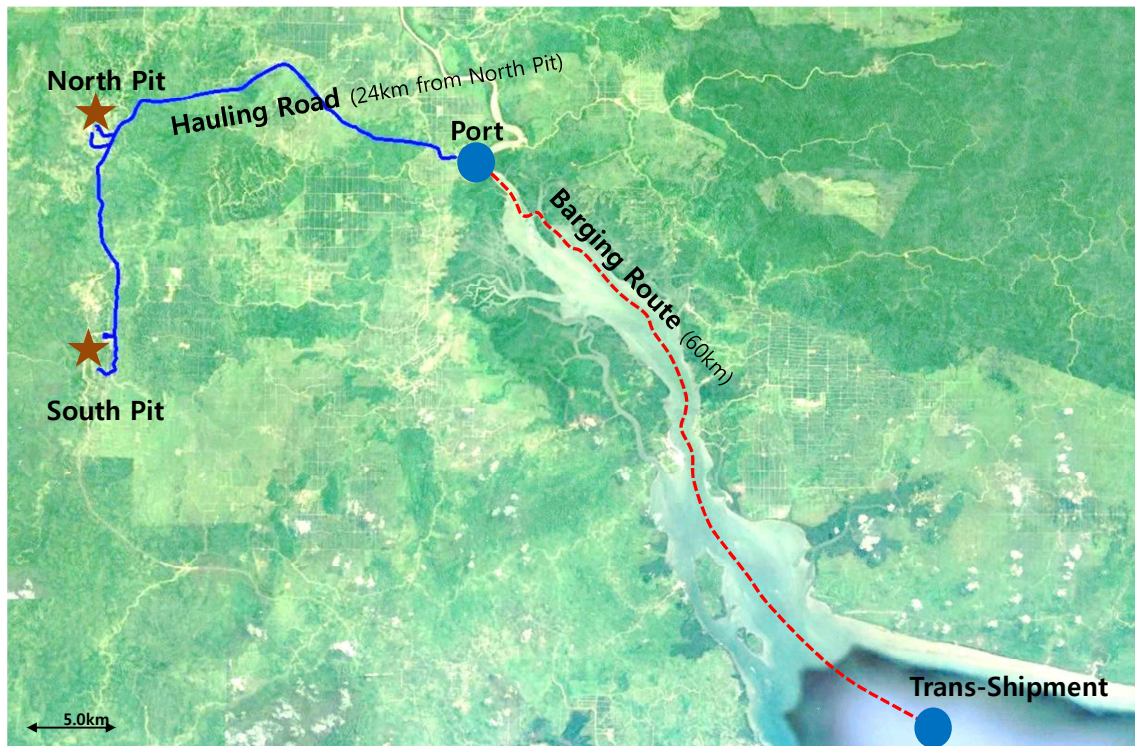 North Pit
Hauling Road (24km from North Pit)
Port
Barging Route (60km)
South Pit
Trans-Shipment
5.0km